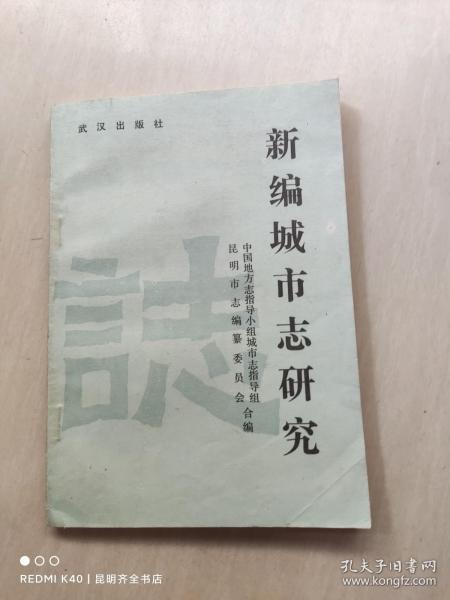 武汉出版社
新编城市志研究
中国地方志指导小组城市志指导组
昆明市志编纂委员会合编
誌
REDMI K40 | 昆明齐全书店
孔夫子旧书网
www.kongfz.com